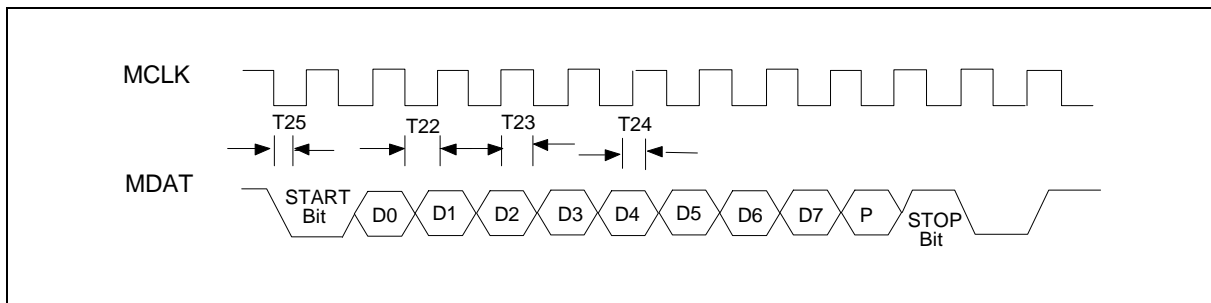 MCLK
T25
T22
T23
T24
MDAT
START
Bit
D0
D1
D2
D3
D4
D5
D6
D7
P
STOP
Bit